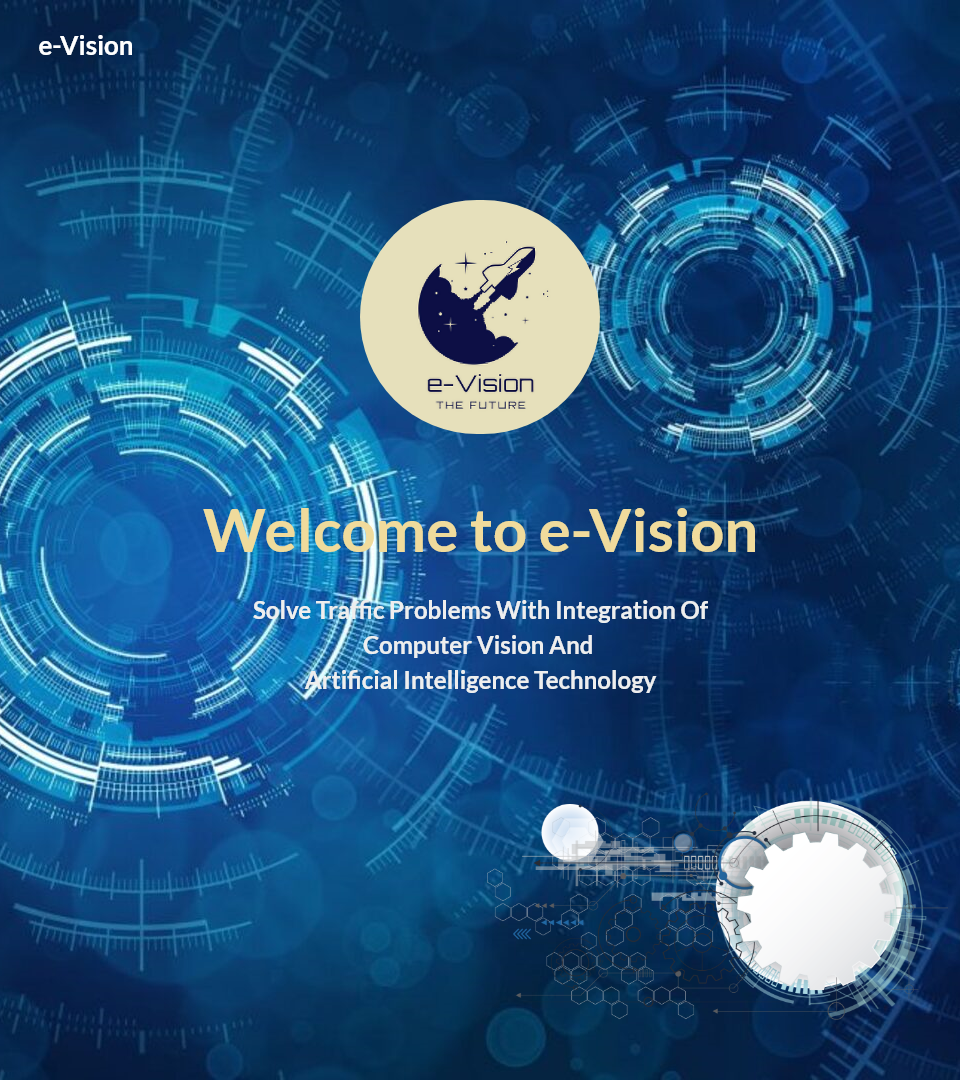 e-Vision
e-Vision
THE FUTURE
Welcome to e-Vision
Solve Traffic Problems With Integration Of
Computer Vision And
Artificial Intelligence Technology